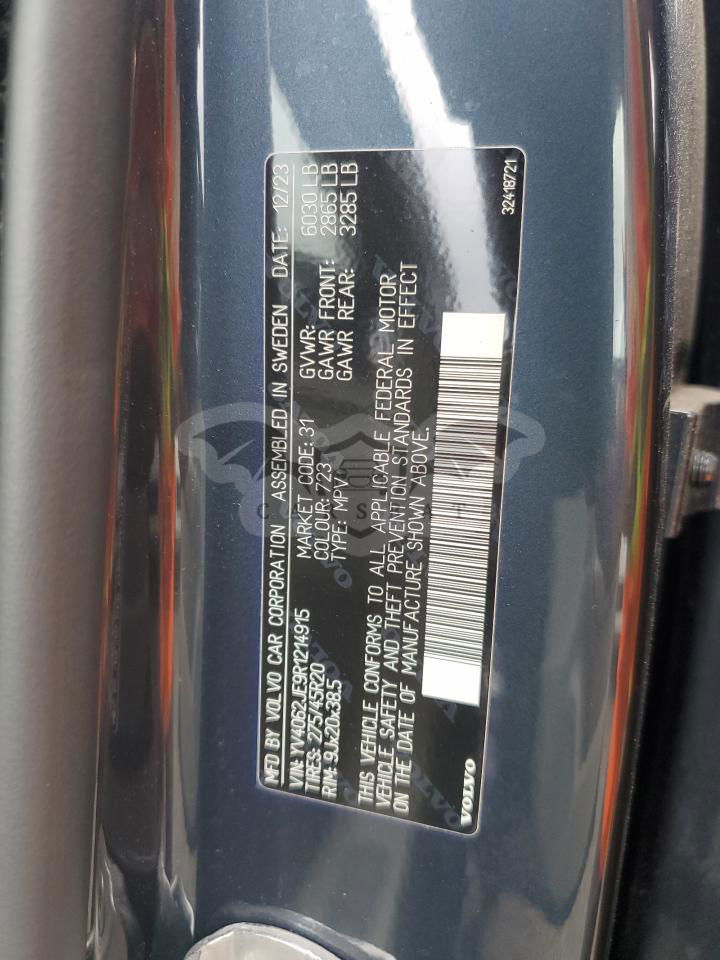 MFD BY VOLVO CAR CORPORATION ASSEMBLED IN SWEDEN DATE: 12/23
VIN: YV4062JE9R1214915 MARKET CODE: 31 GVWR: 6030 LB
TIRES: 275/45R20 COLOUR: 723 GAWR FRONT: 2865 LB
RIM: 9Jx20x38.5 TYPE: MPV GAWR REAR: 3285 LB
THIS VEHICLE CONFORMS TO ALL APPLICABLE FEDERAL MOTOR
VEHICLE SAFETY AND THEFT PREVENTION STANDARDS IN EFFECT
ON THE DATE OF MANUFACTURE SHOWN ABOVE.
VOLVO 32418721